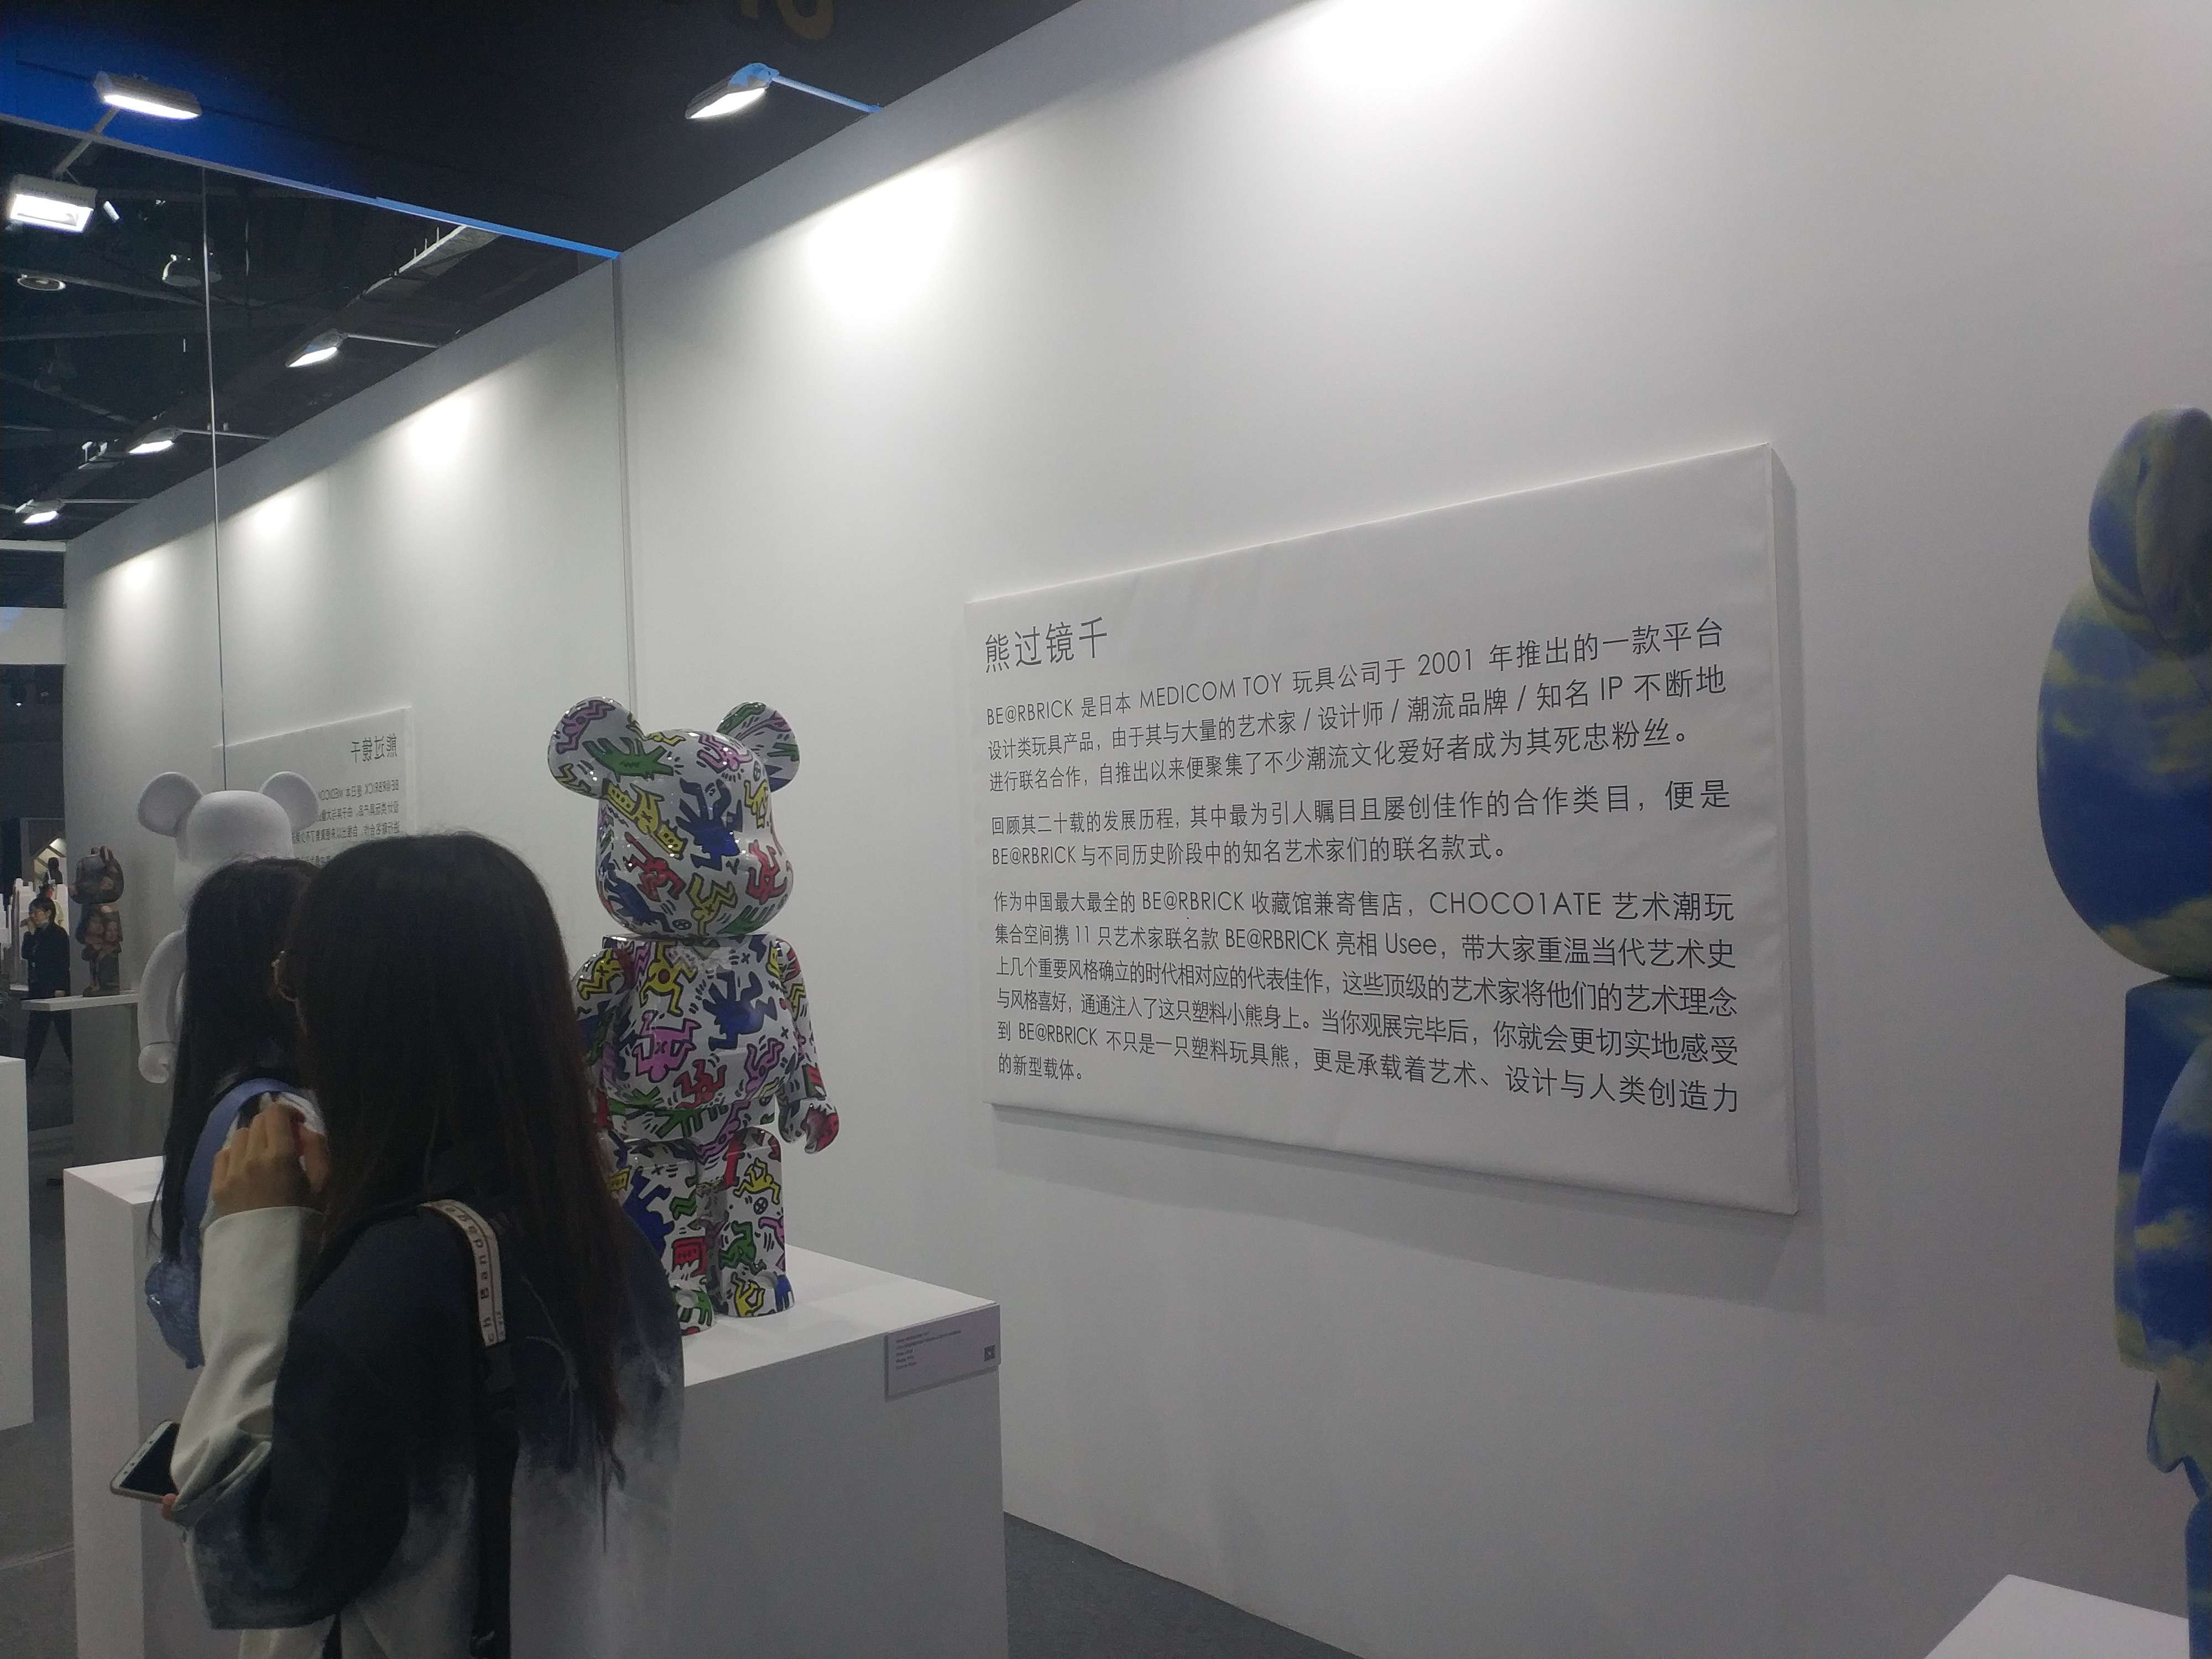 熊过镜千
BE@RBRICK 是日本 MEDICOM TOY 玩具公司于 2001 年推出的一款平台
设计类玩具产品，由于其与大量的艺术家 / 设计师 / 潮流品牌 / 知名 IP 不断地
进行联名合作，自推出以来便聚集了不少潮流文化爱好者成为其死忠粉丝。
回顾其二十载的发展历程，其中最为引人瞩目且屡创佳作的合作类目，便是
BE@RBRICK 与不同历史阶段中的知名艺术家们的联名款式。
作为中国最大最全的 BE@RBRICK 收藏馆兼寄售店，CHOCO1ATE 艺术潮玩
集合空间携 11 只艺术家联名款 BE@RBRICK 亮相 Usee，带大家重温当代艺术史
上几个重要风格确立的时代相对应的代表佳作，这些顶级的艺术家将他们的艺术理念
与风格喜好，通通注入了这只塑料小熊身上。当你观展完毕后，你就会更切实地感受
到 BE@RBRICK 不只是一只塑料玩具熊，更是承载着艺术、设计与人类创造力
的新型载体。